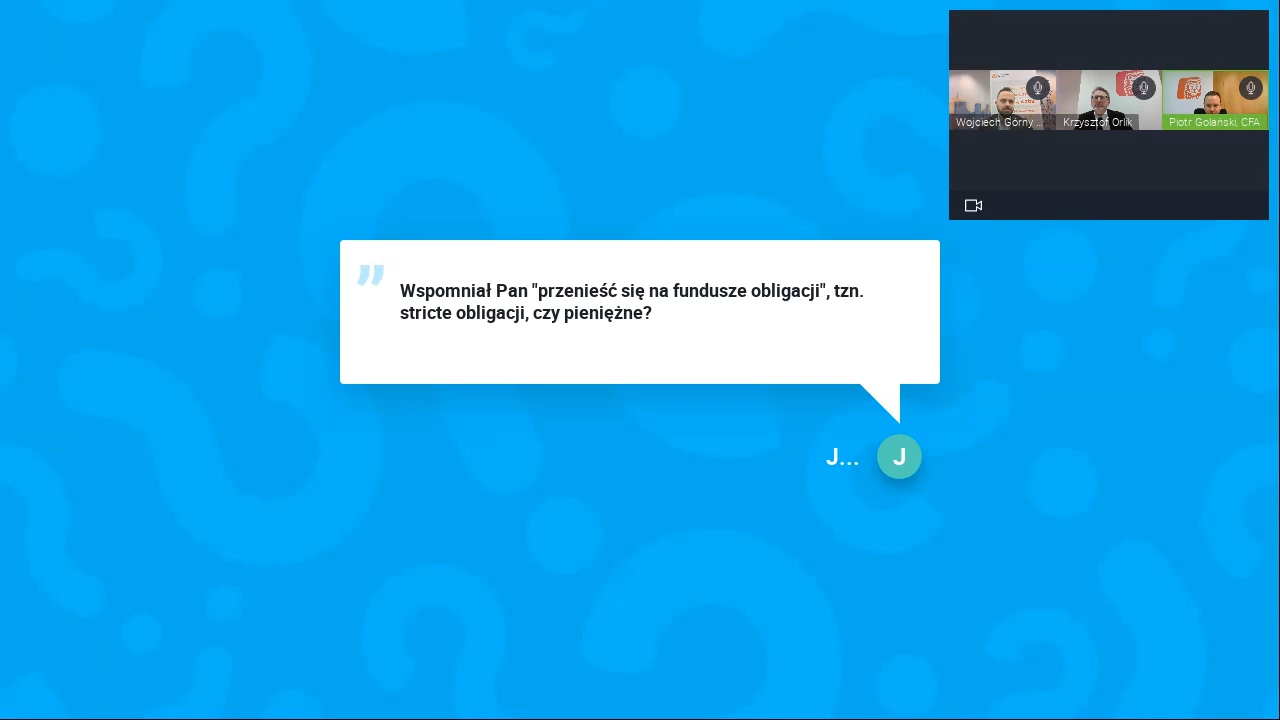 Wojciech Górny ...
Krzysztof Orlik
Piotr Golański, CFA
Wspomniał Pan "przenieść się na fundusze obligacji", tzn.
stricte obligacji, czy pieniężne?
J...
J